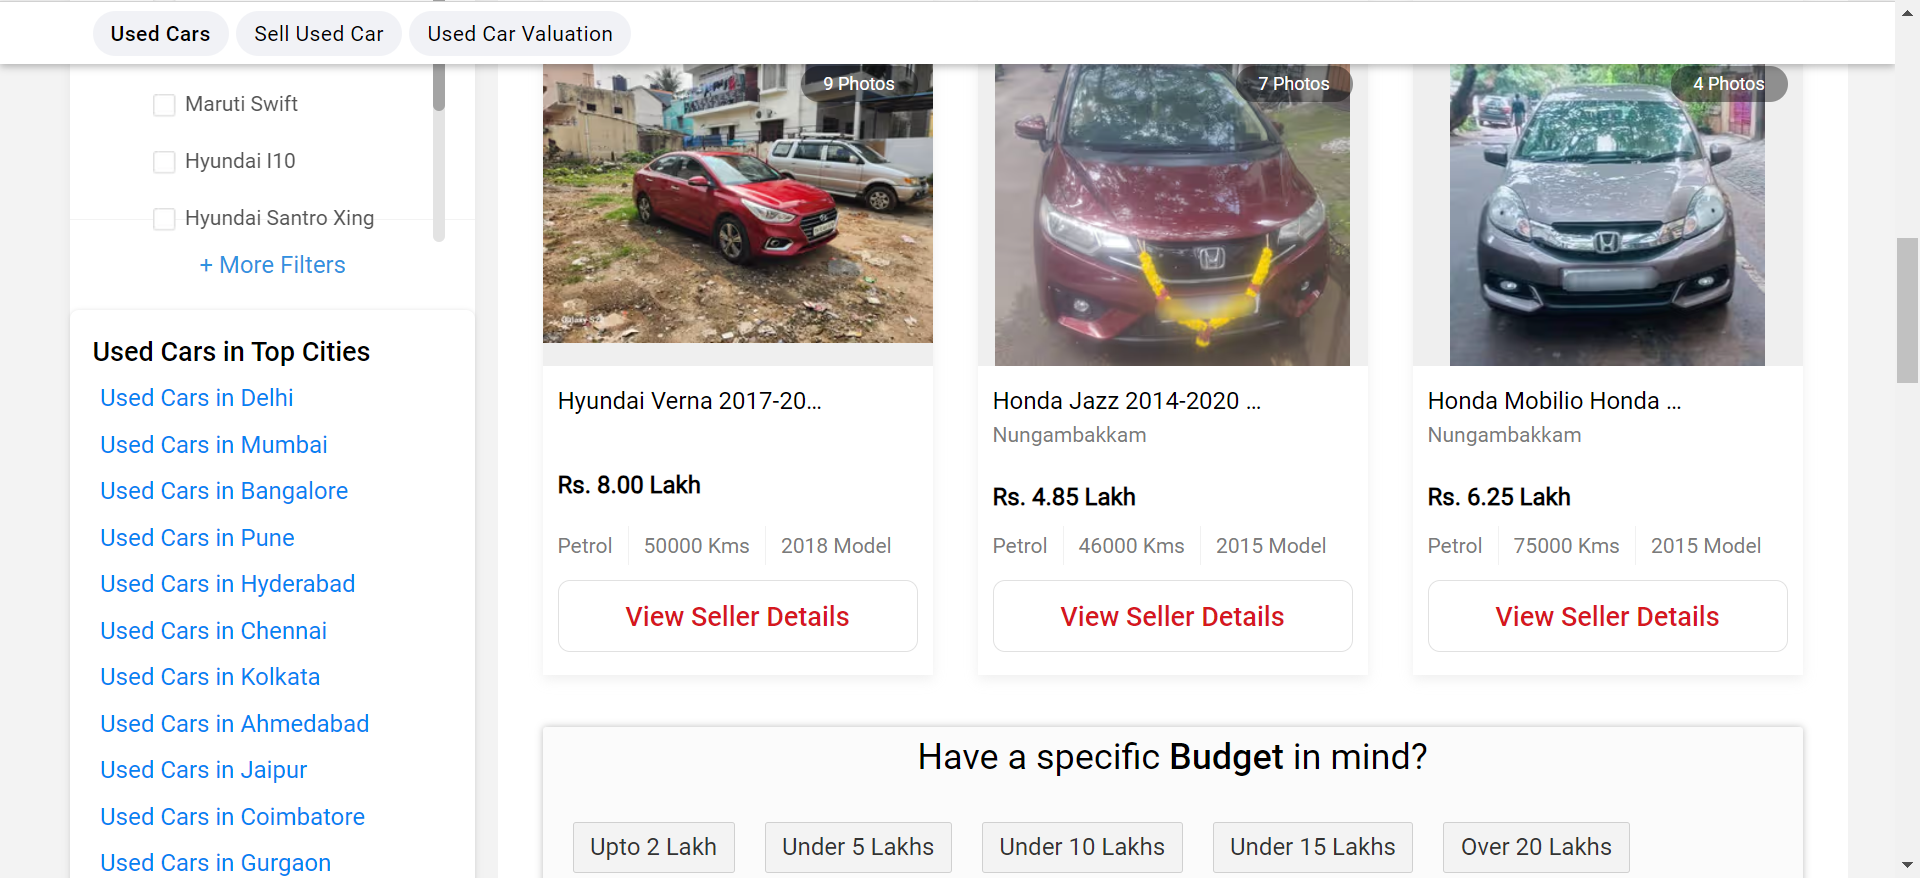 Used Cars
Sell Used Car
Used Car Valuation
Maruti Swift
Hyundai I10
Hyundai Santro Xing
+ More Filters
Used Cars in Top Cities
Used Cars in Delhi
Used Cars in Mumbai
Used Cars in Bangalore
Used Cars in Pune
Used Cars in Hyderabad
Used Cars in Chennai
Used Cars in Kolkata
Used Cars in Ahmedabad
Used Cars in Jaipur
Used Cars in Coimbatore
Used Cars in Gurgaon
9 Photos
Hyundai Verna 2017-20...
Rs. 8.00 Lakh
Petrol
50000 Kms
2018 Model
View Seller Details
7 Photos
Honda Jazz 2014-2020 ...
Nungambakkam
Rs. 4.85 Lakh
Petrol
46000 Kms
2015 Model
View Seller Details
4 Photos
Honda Mobilio Honda ...
Nungambakkam
Rs. 6.25 Lakh
Petrol
75000 Kms
2015 Model
View Seller Details
Have a specific Budget in mind?
Upto 2 Lakh
Under 5 Lakhs
Under 10 Lakhs
Under 15 Lakhs
Over 20 Lakhs